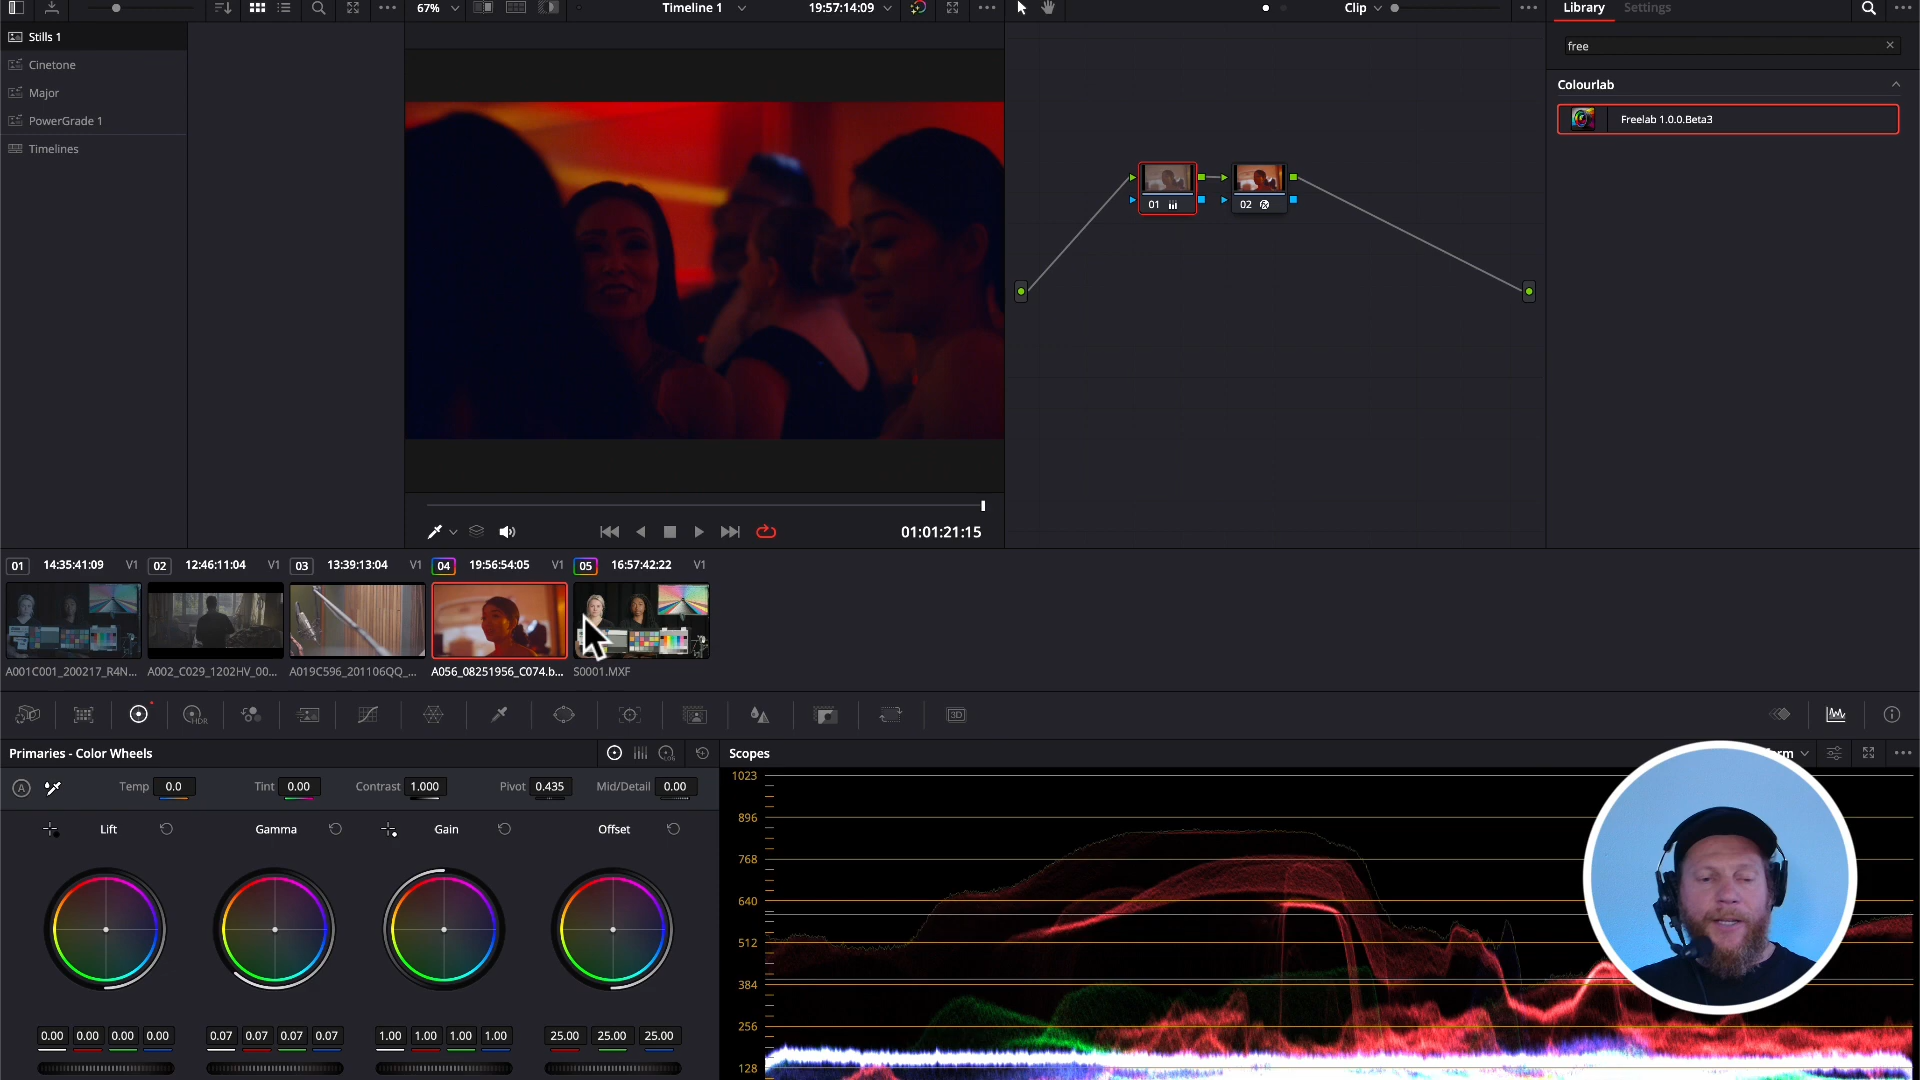 67%
Timeline 1
19:57:14:09
Clip
Library
Settings
Stills 1
Cinetone
Major
PowerGrade 1
Timelines
free
Colourlab
Freelab 1.0.0.Beta3
01
02
01:01:21:15
01 14:35:41:09 V1
02 12:46:11:04 V1
03 13:39:13:04 V1
04 19:56:54:05 V1
05 16:57:42:22 V1
A001C001_200217_R4N...
A002_C029_1202HV_00...
A019C596_201106QQ_...
A056_08251956_C074.b...
S0001.MXF
HDR
3D
Primaries - Color Wheels
LOG
Scopes
rm
A
Temp 0.0
Tint 0.00
Contrast 1.000
Pivot 0.435
Mid/Detail 0.00
Lift
Gamma
Gain
Offset
0.00 0.00 0.00 0.00
0.07 0.07 0.07 0.07
1.00 1.00 1.00 1.00
25.00 25.00 25.00
1023
896
768
640
512
384
256
128